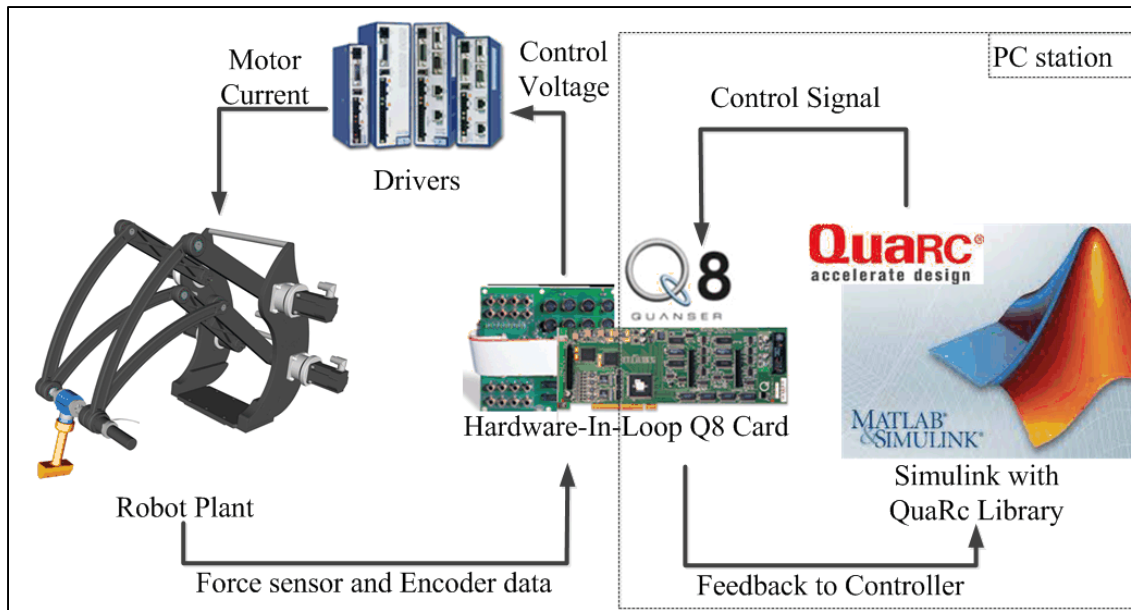 Motor
Current
Control
Voltage
PC station
Control Signal
Drivers
QUARC®
accelerate design
Q8
QUANSER
MATLAB®
&SIMULINK®
Hardware-In-Loop Q8 Card
Simulink with
QuaRc Library
Robot Plant
Force sensor and Encoder data
Feedback to Controller